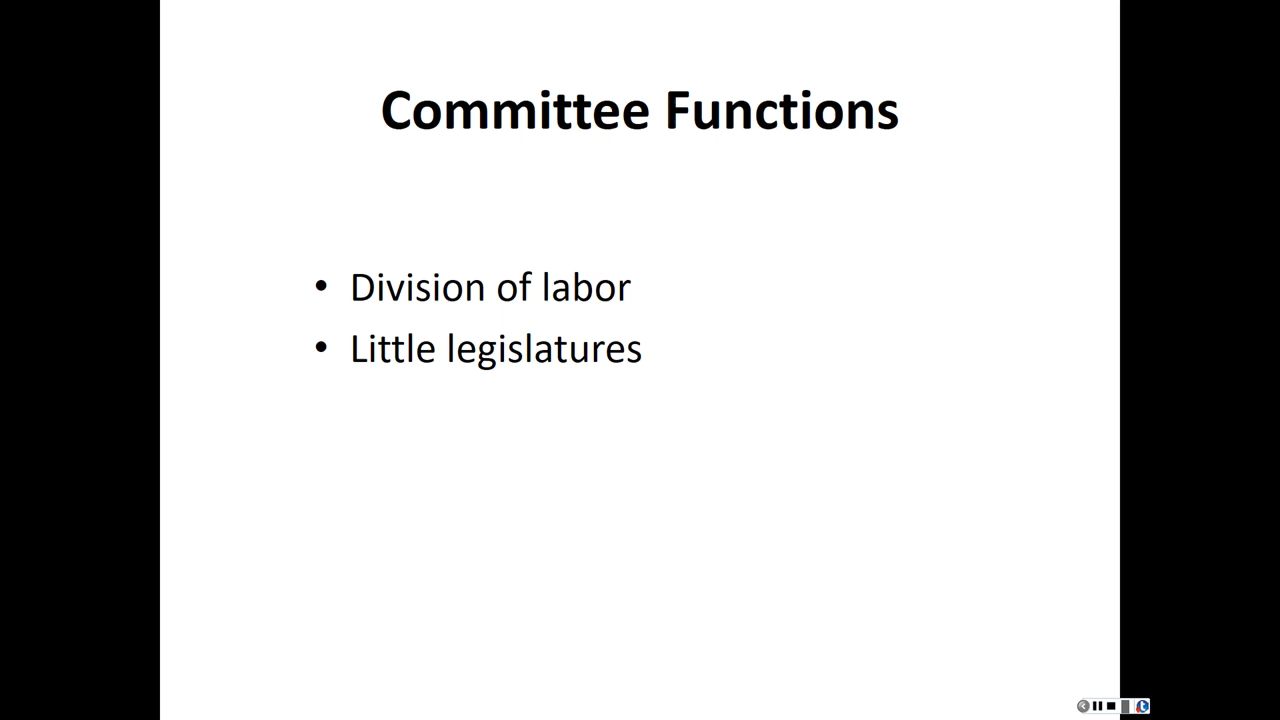 Committee Functions
• Division of labor
• Little legislatures